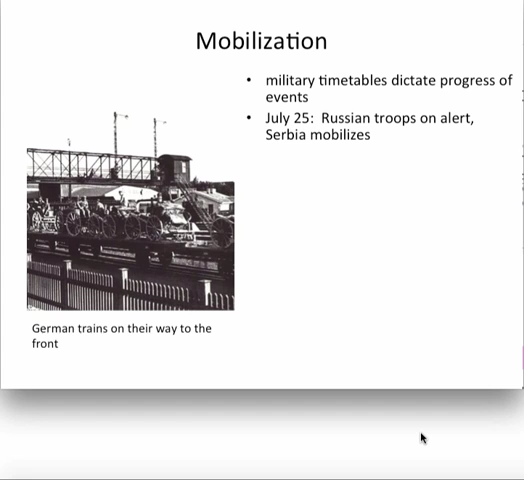 Mobilization
• military timetables dictate progress of
events
• July 25: Russian troops on alert,
Serbia mobilizes
German trains on their way to the
front